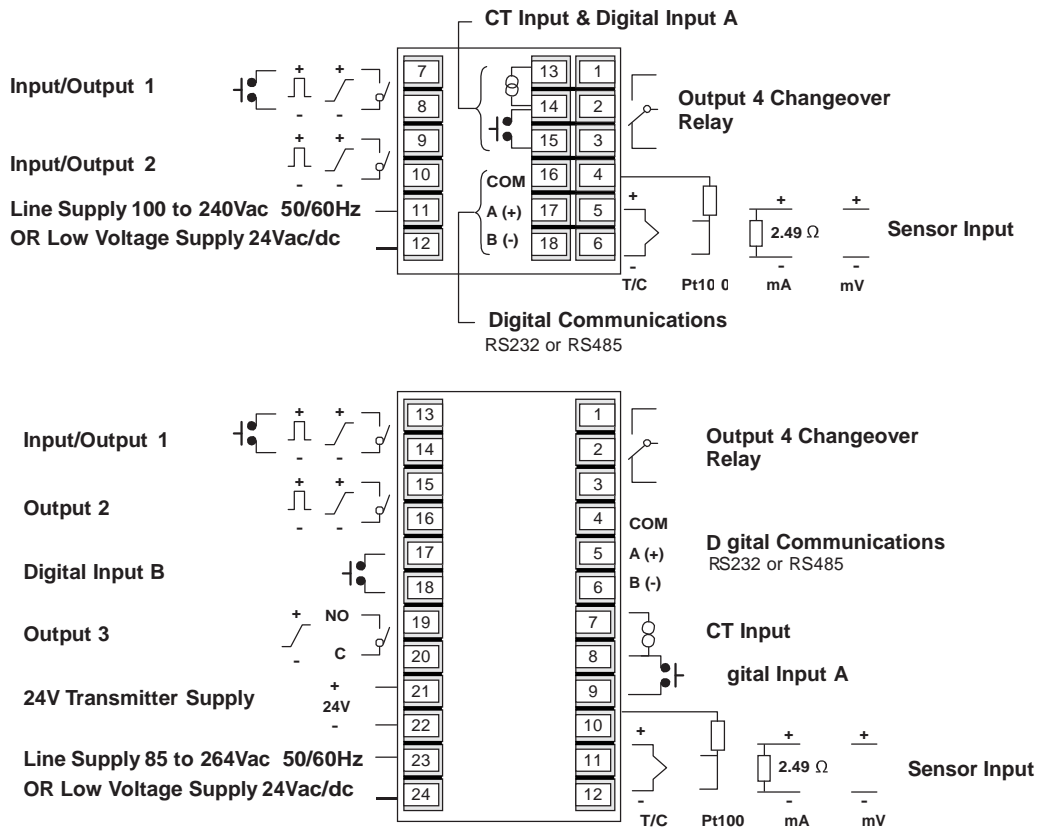 CT Input & Digital Input A
Input/Output 1
+ +
- -
7 13 1
8 14 2
Output 4 Changeover
Relay
9 15 3
Input/Output 2
- -
10 COM 16 4
Line Supply 100 to 240Vac 50/60Hz
11 A (+) 17 5
+ + +
OR Low Voltage Supply 24Vac/dc
12 B (-) 18 6
2.49 Ω
Sensor Input
- - -
T/C Pt10 0 mA mV
Digital Communications
RS232 or RS485
Input/Output 1
+ +
- -
13 1
14 2
Output 4 Changeover
Relay
Output 2
+ +
- -
15 3
16 4 COM
Digital Input B
17 5 A (+)
D gital Communications
RS232 or RS485
18 6 B (-)
Output 3
+ NO
- C
19 7
CT Input
20 8
24V Transmitter Supply
+
24V
-
21 9
gital Input A
22 10
Line Supply 85 to 264Vac 50/60Hz
23 11
+ + +
OR Low Voltage Supply 24Vac/dc
24 12
2.49 Ω
Sensor Input
- - -
T/C Pt100 mA mV